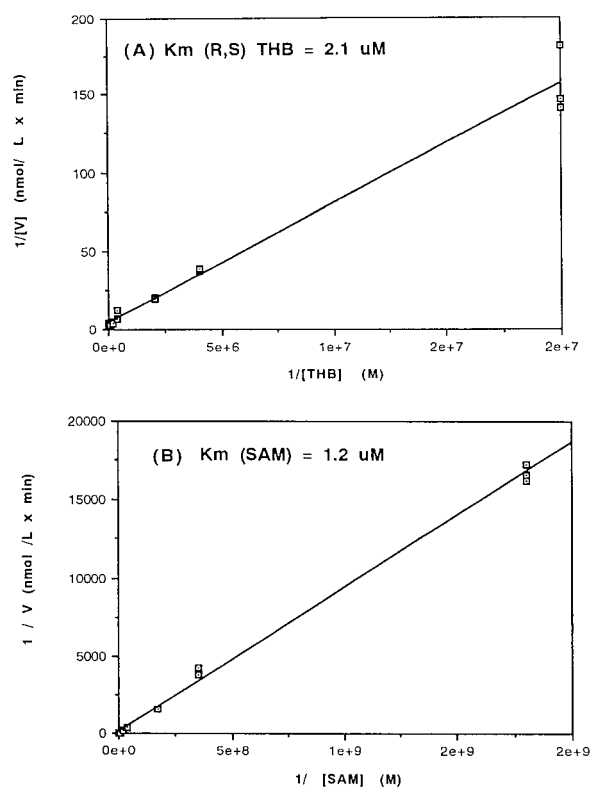 (A) Km (R,S) THB = 2.1 uM
200
150
100
50
0
1/[V] (nmol/ L x min)
0e+0 5e+6 1e+7 2e+7 2e+7
1/[THB] (M)
(B) Km (SAM) = 1.2 uM
20000
15000
10000
5000
0
1 / V (nmol /L x min)
0e+0 5e+8 1e+9 2e+9 2e+9
1/ [SAM] (M)